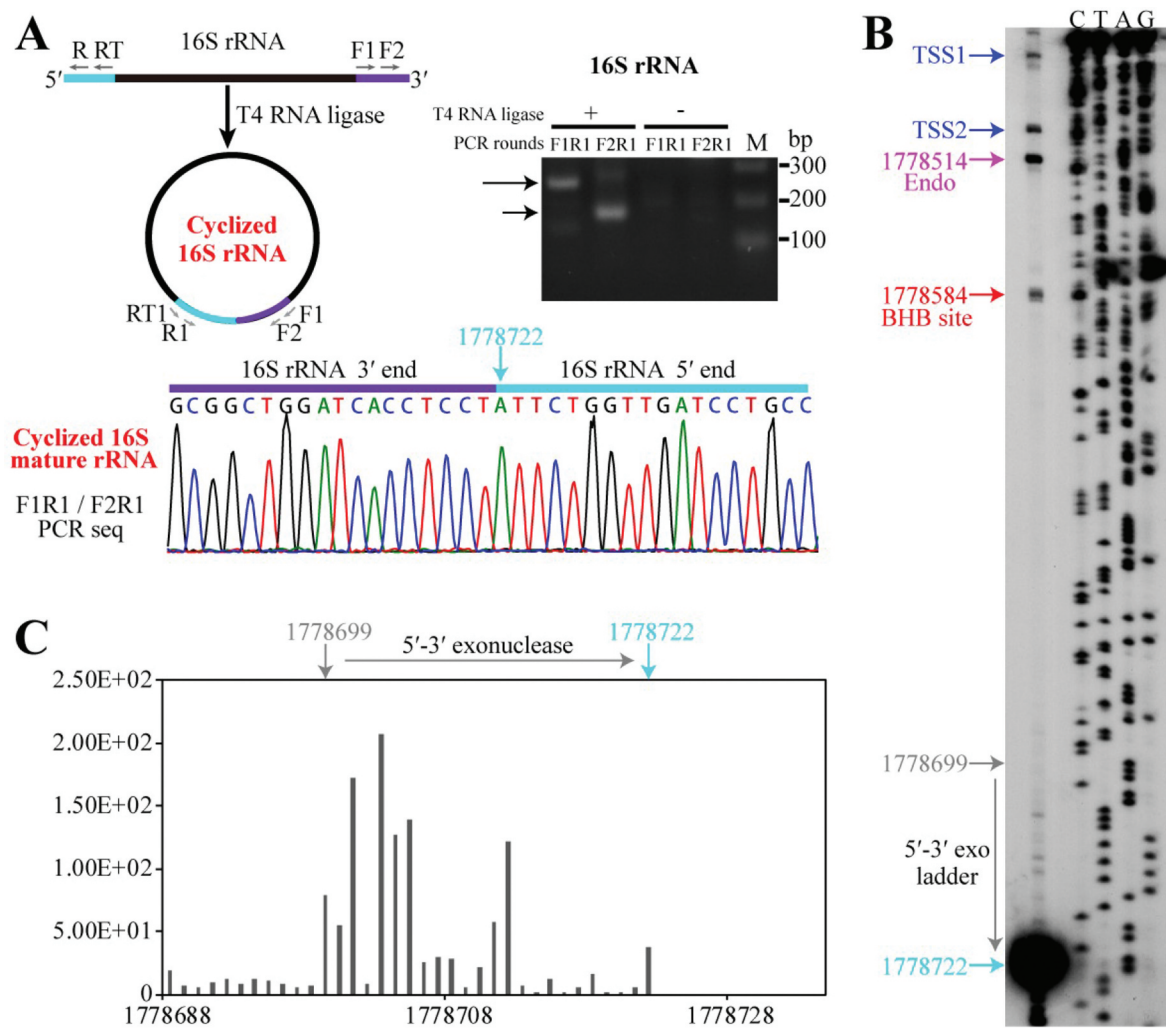 A
16S rRNA
R RT
F1 F2
5′
3′
T4 RNA ligase
Cyclized
16S rRNA
RT1
R1
F1
F2
16S rRNA
T4 RNA ligase
+
-
PCR rounds
F1R1
F2R1
F1R1
F2R1
M
bp
300
200
100
1778722
16S rRNA 3′ end
16S rRNA 5′ end
GCGGCTGGATCACCTCCTATTCTGGTTGATCCTGCC
Cyclized 16S
mature rRNA
F1R1 / F2R1
PCR seq
B
C T A G
TSS1
TSS2
1778514
Endo
1778584
BHB site
1778699
5′-3′ exo
ladder
1778722
C
1778699
5′-3′ exonuclease
1778722
2.50E+02
2.00E+02
1.50E+02
1.00E+02
5.00E+01
0
1778688
1778708
1778728